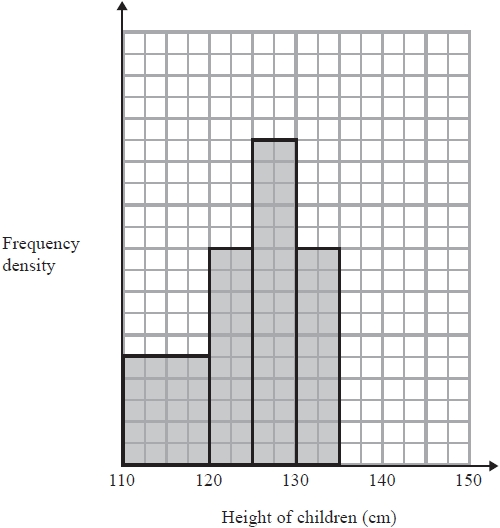 Frequency
density
110 120 130 140 150
Height of children (cm)